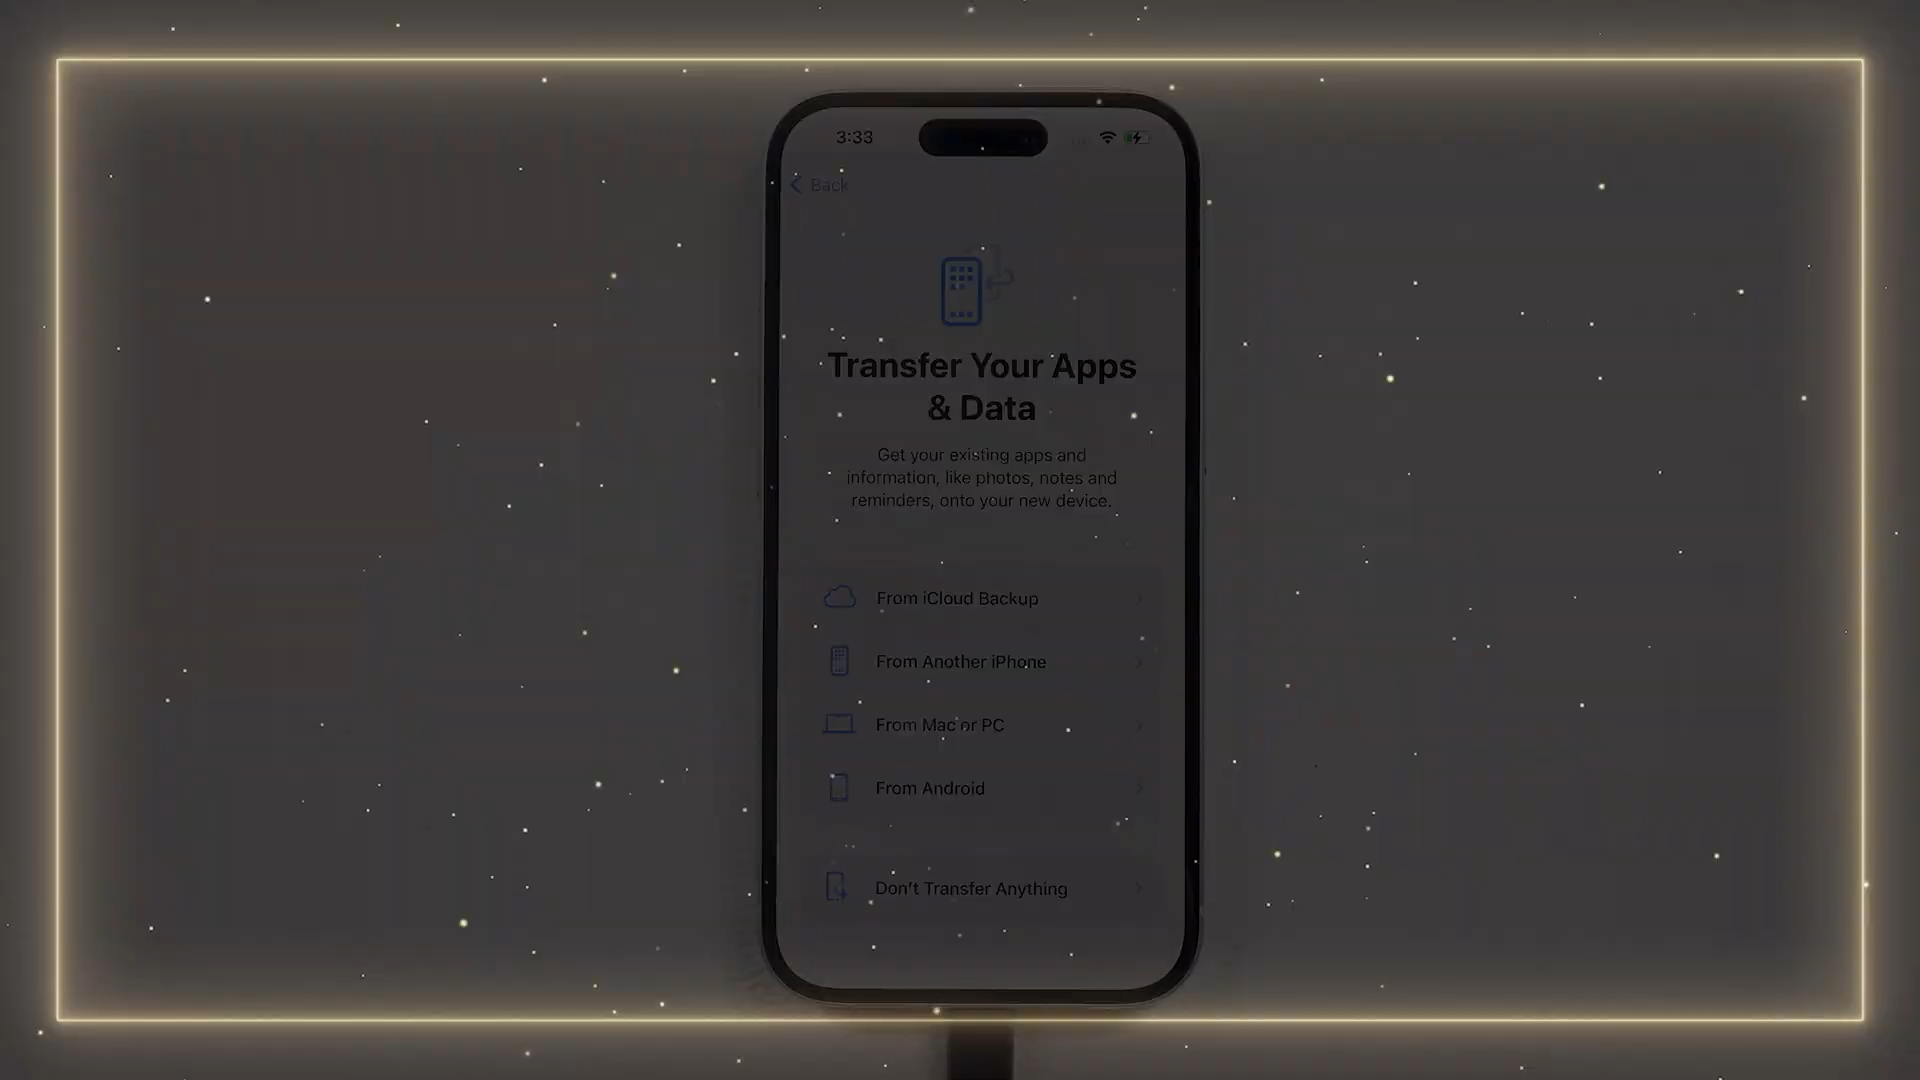 3:33
Back
Transfer Your Apps
& Data
Get your existing apps and
information, like photos, notes and
reminders, onto your new device.
From iCloud Backup
From Another iPhone
From Mac or PC
From Android
Don't Transfer Anything